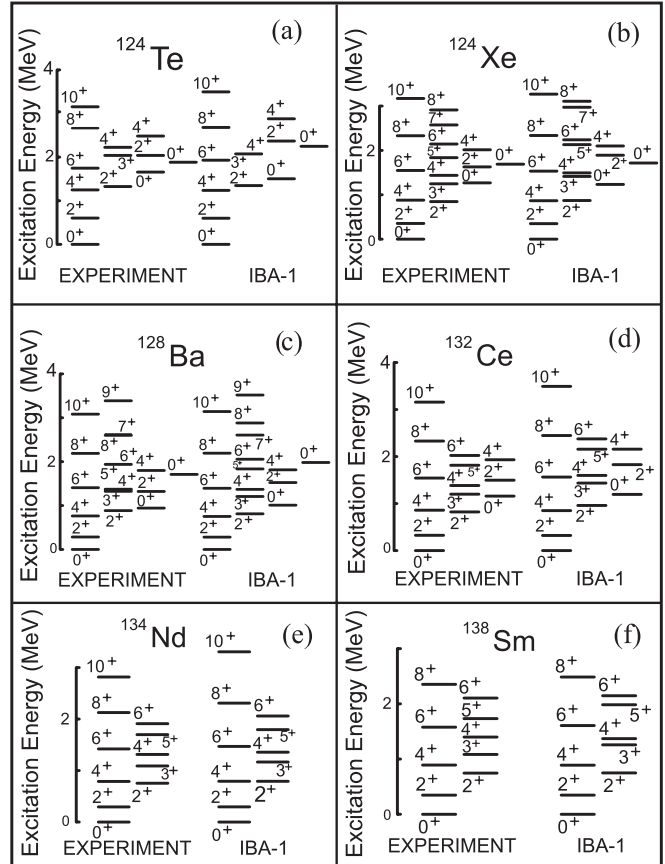 (a)
¹²⁴Te
Excitation Energy (MeV)
4
2
0
10⁺ 8⁺ 6⁺ 4⁺ 2⁺ 0⁺
4⁺ 3⁺ 2⁺
4⁺ 2⁺ 0⁺
0⁺
10⁺ 8⁺ 6⁺ 4⁺ 2⁺ 0⁺
4⁺ 3⁺ 2⁺
4⁺ 2⁺ 0⁺
0⁺
EXPERIMENT IBA-1
(b)
¹²⁴Xe
Excitation Energy (MeV)
2
0
10⁺ 8⁺ 6⁺ 4⁺ 2⁺ 0⁺
8⁺ 7⁺ 6⁺ 5⁺ 4⁺ 3⁺ 2⁺
4⁺ 2⁺ 0⁺
0⁺
10⁺ 8⁺ 6⁺ 4⁺ 2⁺ 0⁺
8⁺ 7⁺ 6⁺ 5⁺ 4⁺ 3⁺ 2⁺
4⁺ 2⁺ 0⁺
0⁺
EXPERIMENT IBA-1
(c)
¹²⁸Ba
Excitation Energy (MeV)
4
2
0
10⁺ 8⁺ 6⁺ 4⁺ 2⁺ 0⁺
9⁺ 7⁺ 8⁺ 6⁺ 5⁺ 4⁺ 3⁺ 2⁺
4⁺ 2⁺ 0⁺
0⁺
10⁺ 8⁺ 6⁺ 4⁺ 2⁺ 0⁺
9⁺ 8⁺ 7⁺ 6⁺ 5⁺ 4⁺ 3⁺ 2⁺
4⁺ 2⁺ 0⁺
0⁺
EXPERIMENT IBA-1
(d)
¹³²Ce
Excitation Energy (MeV)
4
2
0
10⁺ 8⁺ 6⁺ 4⁺ 2⁺ 0⁺
6⁺ 5⁺ 4⁺ 3⁺ 2⁺
4⁺ 2⁺ 0⁺
10⁺ 8⁺ 6⁺ 4⁺ 2⁺ 0⁺
6⁺ 5⁺ 4⁺ 3⁺ 2⁺
4⁺ 2⁺ 0⁺
EXPERIMENT IBA-1
(e)
¹³⁴Nd
Excitation Energy (MeV)
2
0
10⁺ 8⁺ 6⁺ 4⁺ 2⁺ 0⁺
6⁺ 5⁺ 4⁺ 3⁺ 2⁺
10⁺ 8⁺ 6⁺ 4⁺ 2⁺ 0⁺
6⁺ 5⁺ 4⁺ 3⁺ 2⁺
EXPERIMENT IBA-1
(f)
¹³⁸Sm
Excitation Energy (MeV)
2
0
8⁺ 6⁺ 4⁺ 2⁺ 0⁺
6⁺ 5⁺ 4⁺ 3⁺ 2⁺
8⁺ 6⁺ 4⁺ 2⁺ 0⁺
6⁺ 5⁺ 4⁺ 3⁺ 2⁺
EXPERIMENT IBA-1